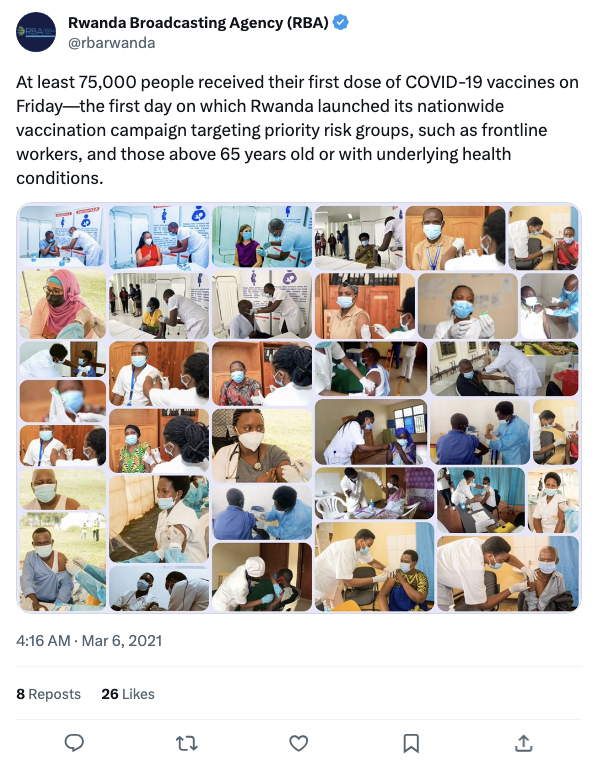 RBA
Rwanda Broadcasting Agency (RBA)
@rbarwanda
At least 75,000 people received their first dose of COVID-19 vaccines on
Friday—the first day on which Rwanda launched its nationwide
vaccination campaign targeting priority risk groups, such as frontline
workers, and those above 65 years old or with underlying health
conditions.
4:16 AM · Mar 6, 2021
8 Reposts 26 Likes